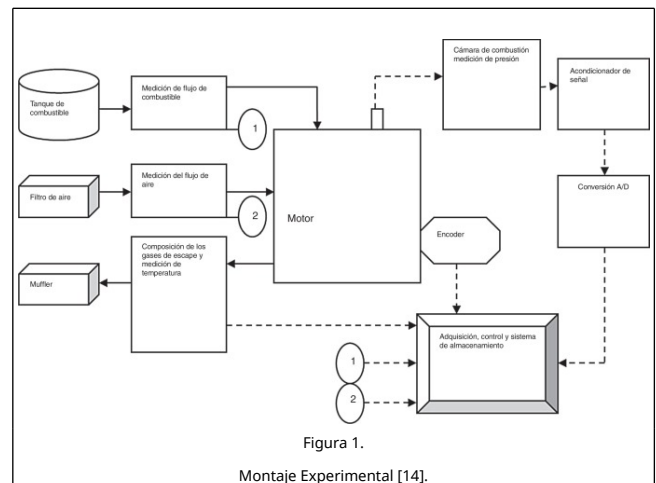 Cámara de combustión
medición de presión
Acondicionador de
señal
Medición de flujo de
combustible
Tanque de
combustible
1
Medición del flujo de
aire
Filtro de aire
2
Motor
Conversión A/D
Encoder
Composición de los
gases de escape y
medición de
temperatura
Muffler
Adquisición, control y sistema
de almacenamiento
1
2
Figura 1.
Montaje Experimental [14].